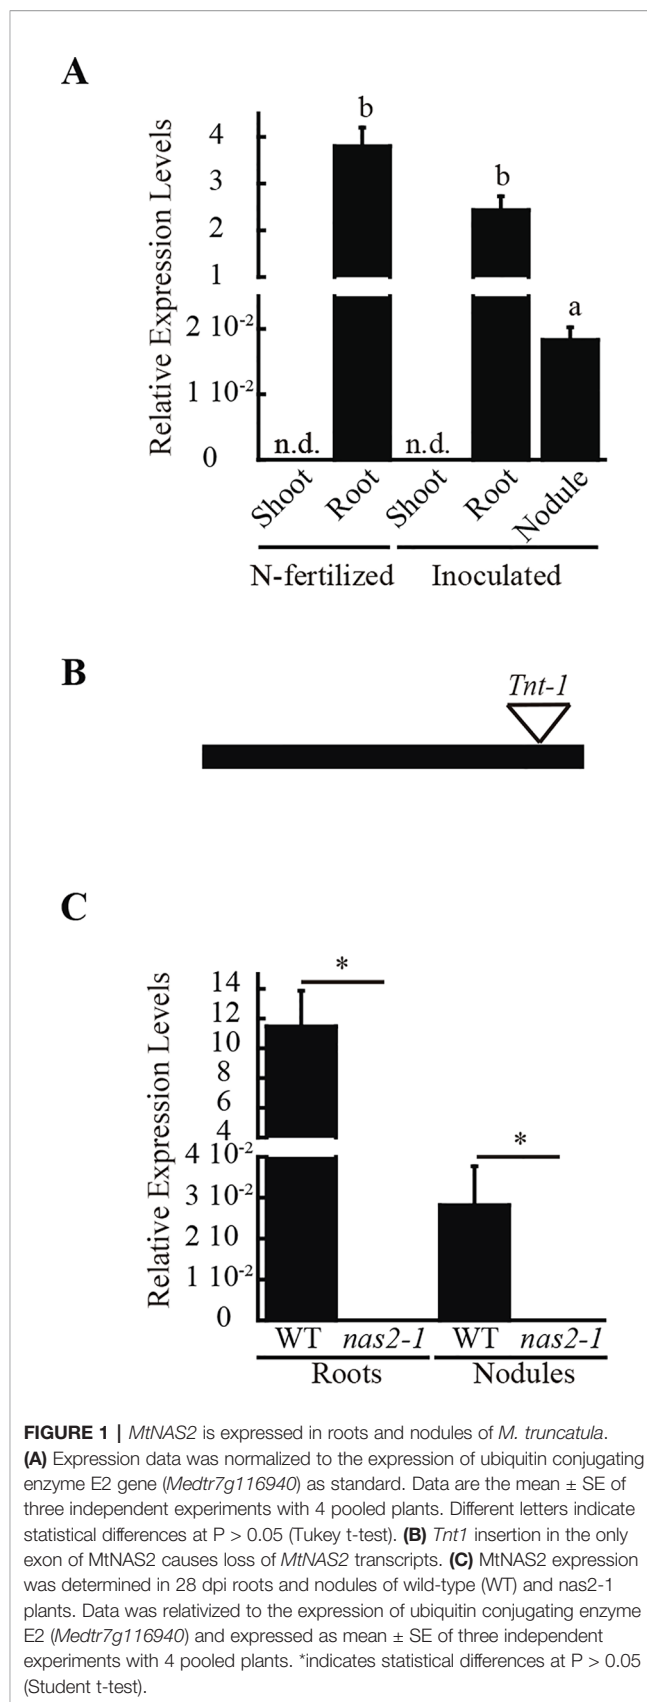 A
Relative Expression Levels
4
3
2
1
2 10-2
1 10-2
0
b
b
a
n.d.
n.d.
Shoot
Root
Shoot
Root
Nodule
N-fertilized
Inoculated
B
Tnt-1
C
Relative Expression Levels
14
12
10
8
6
4
4 10-2
3 10-2
2 10
1 10-2
0
*
*
WT nas2-1 WT nas2-1
Roots Nodules
FIGURE 1 | MtNAS2 is expressed in roots and nodules of M. truncatula.
(A) Expression data was normalized to the expression of ubiquitin conjugating
enzyme E2 gene (Medtr7g116940) as standard. Data are the mean ± SE of
three independent experiments with 4 pooled plants. Different letters indicate
statistical differences at P > 0.05 (Tukey t-test). (B) Tnt1 insertion in the only
exon of MtNAS2 causes loss of MtNAS2 transcripts. (C) MtNAS2 expression
was determined in 28 dpi roots and nodules of wild-type (WT) and nas2-1
plants. Data was relativized to the expression of ubiquitin conjugating enzyme
E2 (Medtr7g116940) and expressed as mean ± SE of three independent
experiments with 4 pooled plants. *indicates statistical differences at P > 0.05
(Student t-test).